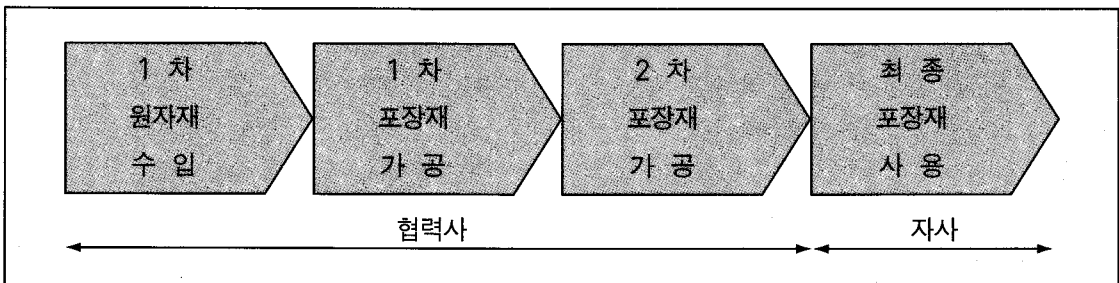 1 차
원자재
수 입
1 차
포장재
가 공
2 차
포장재
가 공
최 종
포장재
사 용
협력사
자사